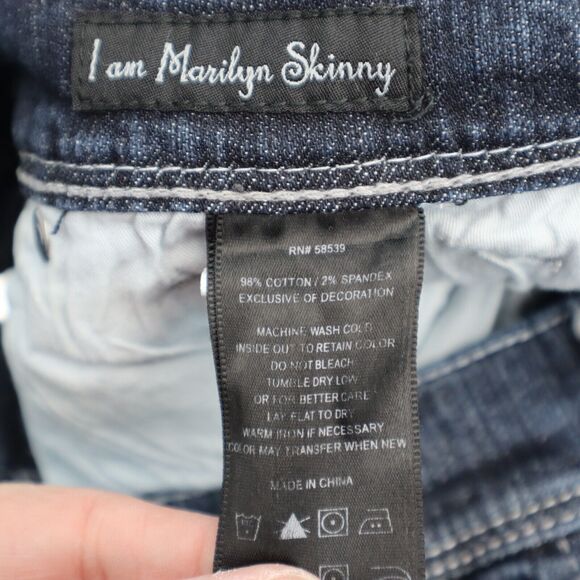 I am Marilyn Skinny
RN# 58539
98% COTTON / 2% SPANDEX
EXCLUSIVE OF DECORATION
MACHINE WASH COLD
INSIDE OUT TO RETAIN COLOR
DO NOT BLEACH
TUMBLE DRY LOW
OR FOR BETTER CARE
LAY FLAT TO DRY
WARM IRON IF NECESSARY
COLOR MAY TRANSFER WHEN NEW
MADE IN CHINA